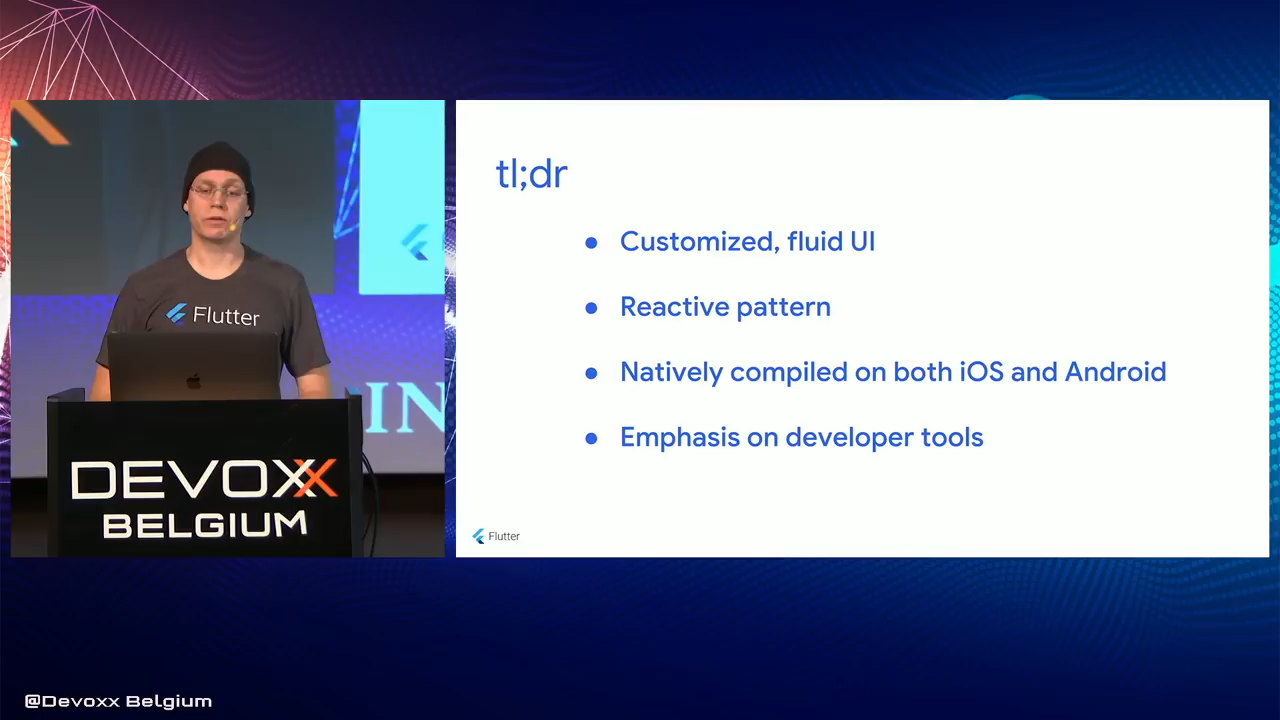 Flutter
IN
DEVOXX
BELGIUM
tl;dr
● Customized, fluid UI
● Reactive pattern
● Natively compiled on both iOS and Android
● Emphasis on developer tools
Flutter
@Devoxx Belgium